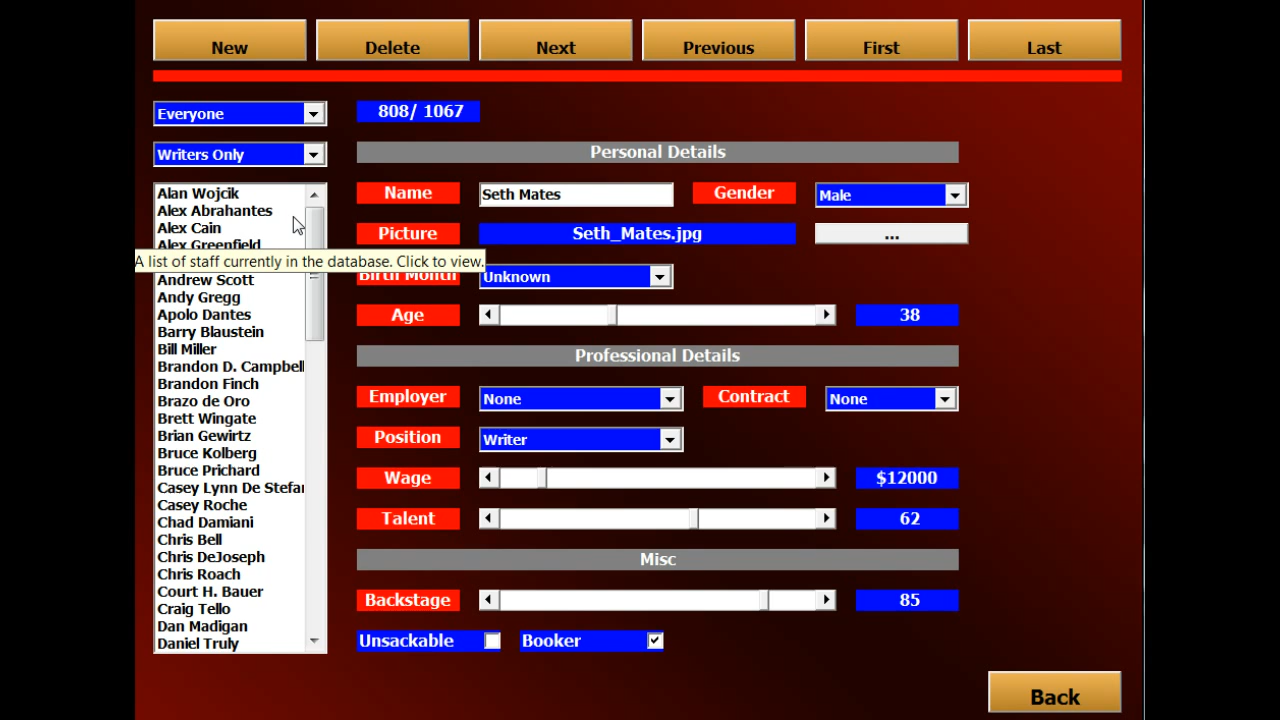 New Delete Next Previous First Last
Everyone 808/ 1067
Writers Only Personal Details
Alan Wojcik
Alex Abrahantes
Alex Cain
Alex Greenfield
A list of staff currently in the database. Click to view.
Andrew Scott
Andy Gregg
Apolo Dantes
Barry Blaustein
Bill Miller
Brandon D. Campbell
Brandon Finch
Brazo de Oro
Brett Wingate
Brian Gewirtz
Bruce Kolberg
Bruce Prichard
Casey Lynn De Stefa
Casey Roche
Chad Damiani
Chris Bell
Chris DeJoseph
Chris Roach
Court H. Bauer
Craig Tello
Dan Madigan
Daniel Truly
Name Seth Mates Gender Male
Picture Seth_Mates.jpg ...
Birth Month Unknown
Age 38
Professional Details
Employer None Contract None
Position Writer
Wage $12000
Talent 62
Misc
Backstage 85
Unsackable Booker
Back